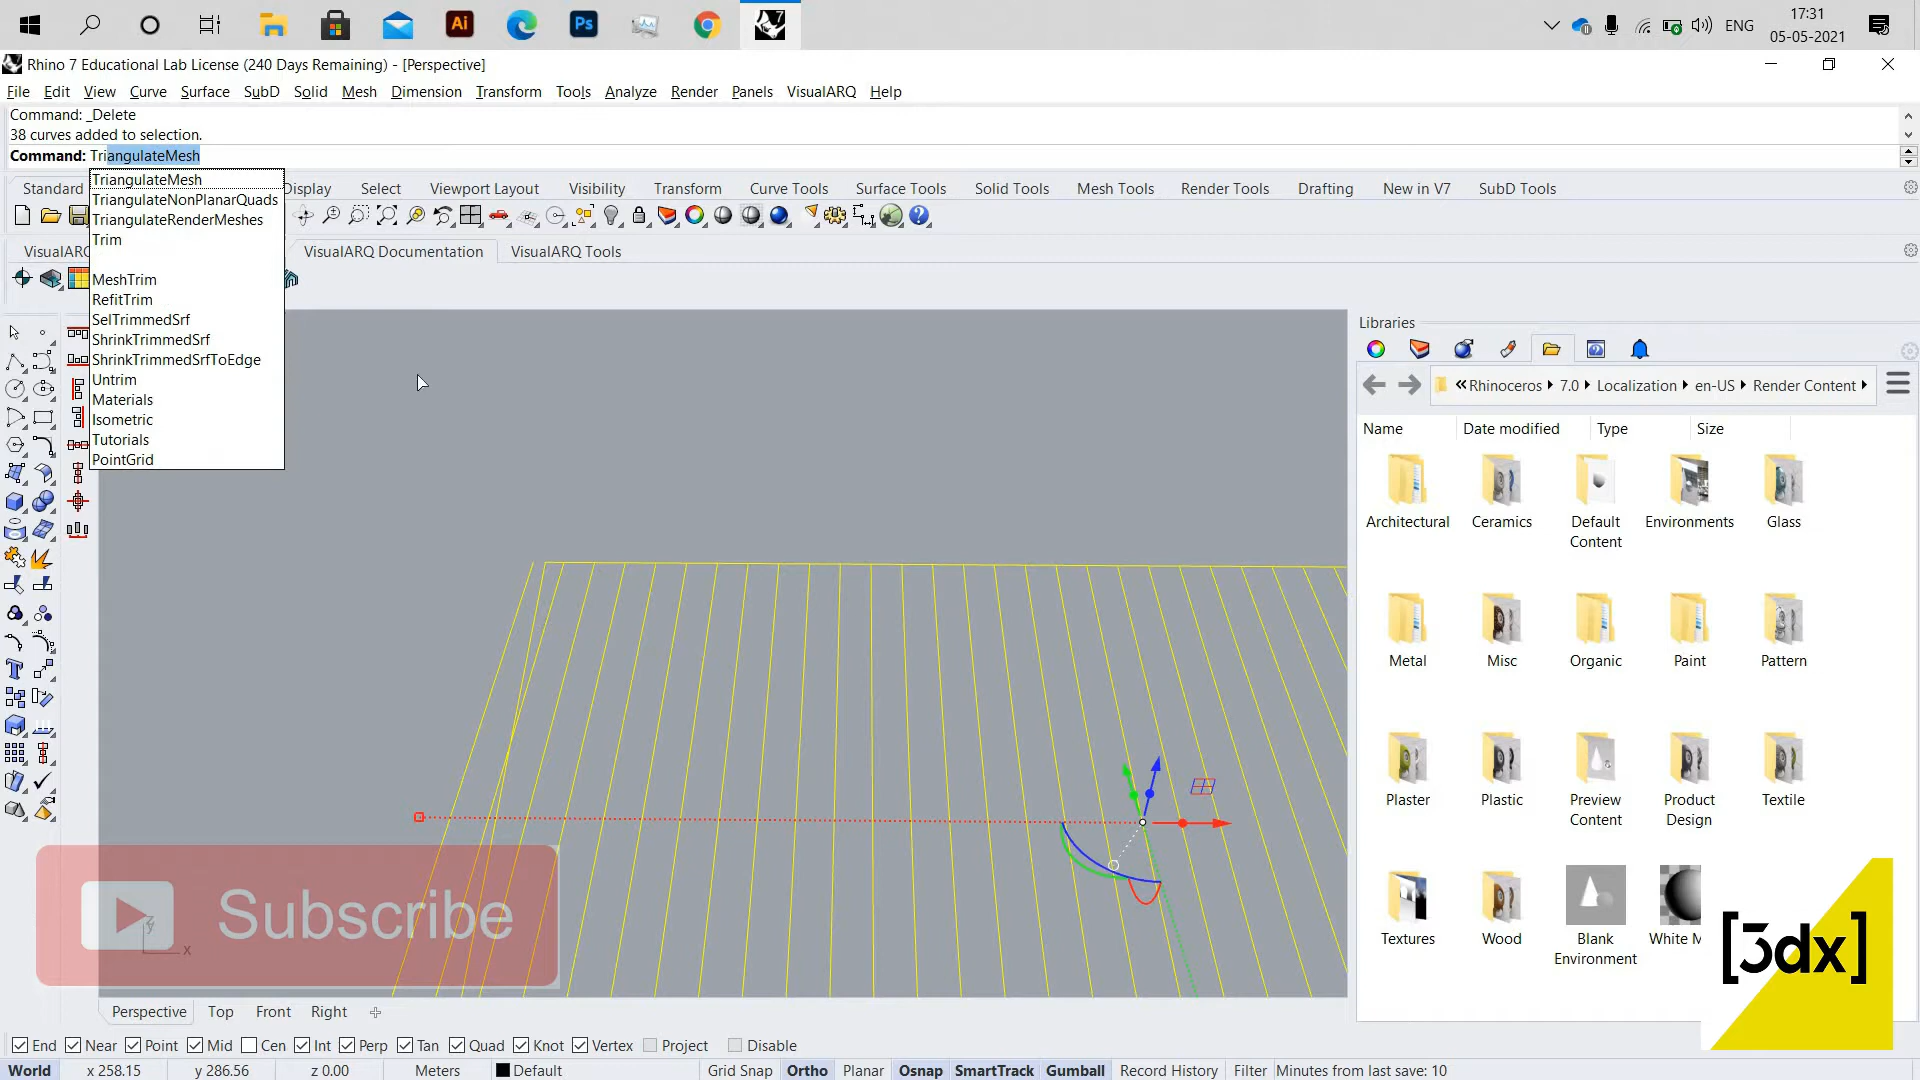 Ai
Ps
7
ENG
17:31
05-05-2021
Rhino 7 Educational Lab License (240 Days Remaining) - [Perspective]
File Edit View Curve Surface SubD Solid Mesh Dimension Transform Tools Analyze Render Panels VisualARQ Help
Command: _Delete
38 curves added to selection.
Command: TriangulateMesh
TriangulateMesh
TriangulateNonPlanarQuads
TriangulateRenderMeshes
Trim
MeshTrim
RefitTrim
SelTrimmedSrf
ShrinkTrimmedSrf
ShrinkTrimmedSrfToEdge
Untrim
Materials
Isometric
Tutorials
PointGrid
Standard Display Select Viewport Layout Visibility Transform Curve Tools Surface Tools Solid Tools Mesh Tools Render Tools Drafting New in V7 SubD Tools
VisualARQ VisualARQ Documentation VisualARQ Tools
Libraries
«Rhinoceros 7.0 Localization en-US Render Content
Name Date modified Type Size
Architectural Ceramics Default Content Environments Glass
Metal Misc Organic Paint Pattern
Plaster Plastic Preview Content Product Design Textile
Textures Wood Blank Environment White M
Subscribe
y
x
[3dx]
Perspective Top Front Right
End Near Point Mid Cen Int Perp Tan Quad Knot Vertex Project Disable
World x 258.15 y 286.56 z 0.00 Meters Default Grid Snap Ortho Planar Osnap SmartTrack Gumball Record History Filter Minutes from last save: 10